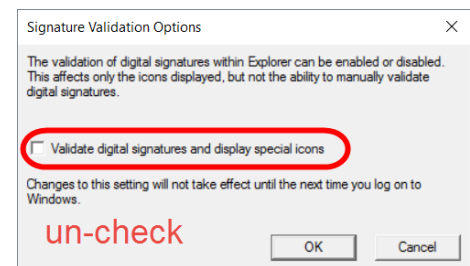 Signature Validation Options
The validation of digital signatures within Explorer can be enabled or disabled.
This affects only the icons displayed, but not the ability to manually validate
digital signatures.
Validate digital signatures and display special icons
Changes to this setting will not take effect until the next time you log on to
Windows.
un-check
OK
Cancel